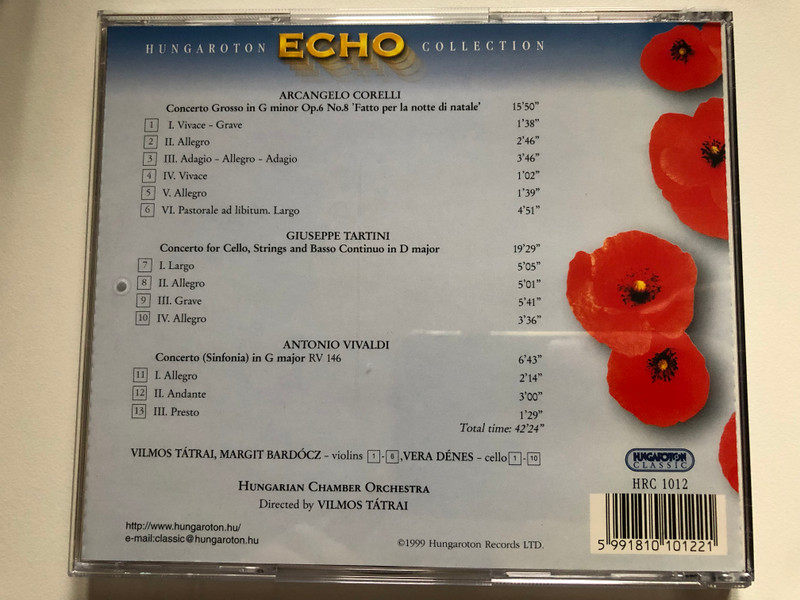 HUNGAROTON ECHO COLLECTION
ARCANGELO CORELLI
Concerto Grosso in G minor Op.6 No.8 'Fatto per la notte di natale' 15'50"
1 I. Vivace - Grave 1'38"
2 II. Allegro 2'46"
3 III. Adagio - Allegro - Adagio 3'46"
4 IV. Vivace 1'02"
5 V. Allegro 1'39"
6 VI. Pastorale ad libitum. Largo 4'51"
GIUSEPPE TARTINI
Concerto for Cello, Strings and Basso Continuo in D major 19'29"
7 I. Largo 5'05"
8 II. Allegro 5'01"
9 III. Grave 5'41"
10 IV. Allegro 3'36"
ANTONIO VIVALDI
Concerto (Sinfonia) in G major RV 146 6'43"
11 I. Allegro 2'14"
12 II. Andante 3'00"
13 III. Presto 1'29"
Total time: 42'24"
VILMOS TÁTRAI, MARGIT BARDÓCZ - violins 1 - 6, VERA DÉNES - cello 1 - 10
HUNGARIAN CHAMBER ORCHESTRA
Directed by VILMOS TÁTRAI
HUNGAROTON
CLASSIC
HRC 1012
http://www.hungaroton.hu/
e-mail:classic@hungaroton.hu
©1999 Hungaroton Records LTD.
5 991810 101221